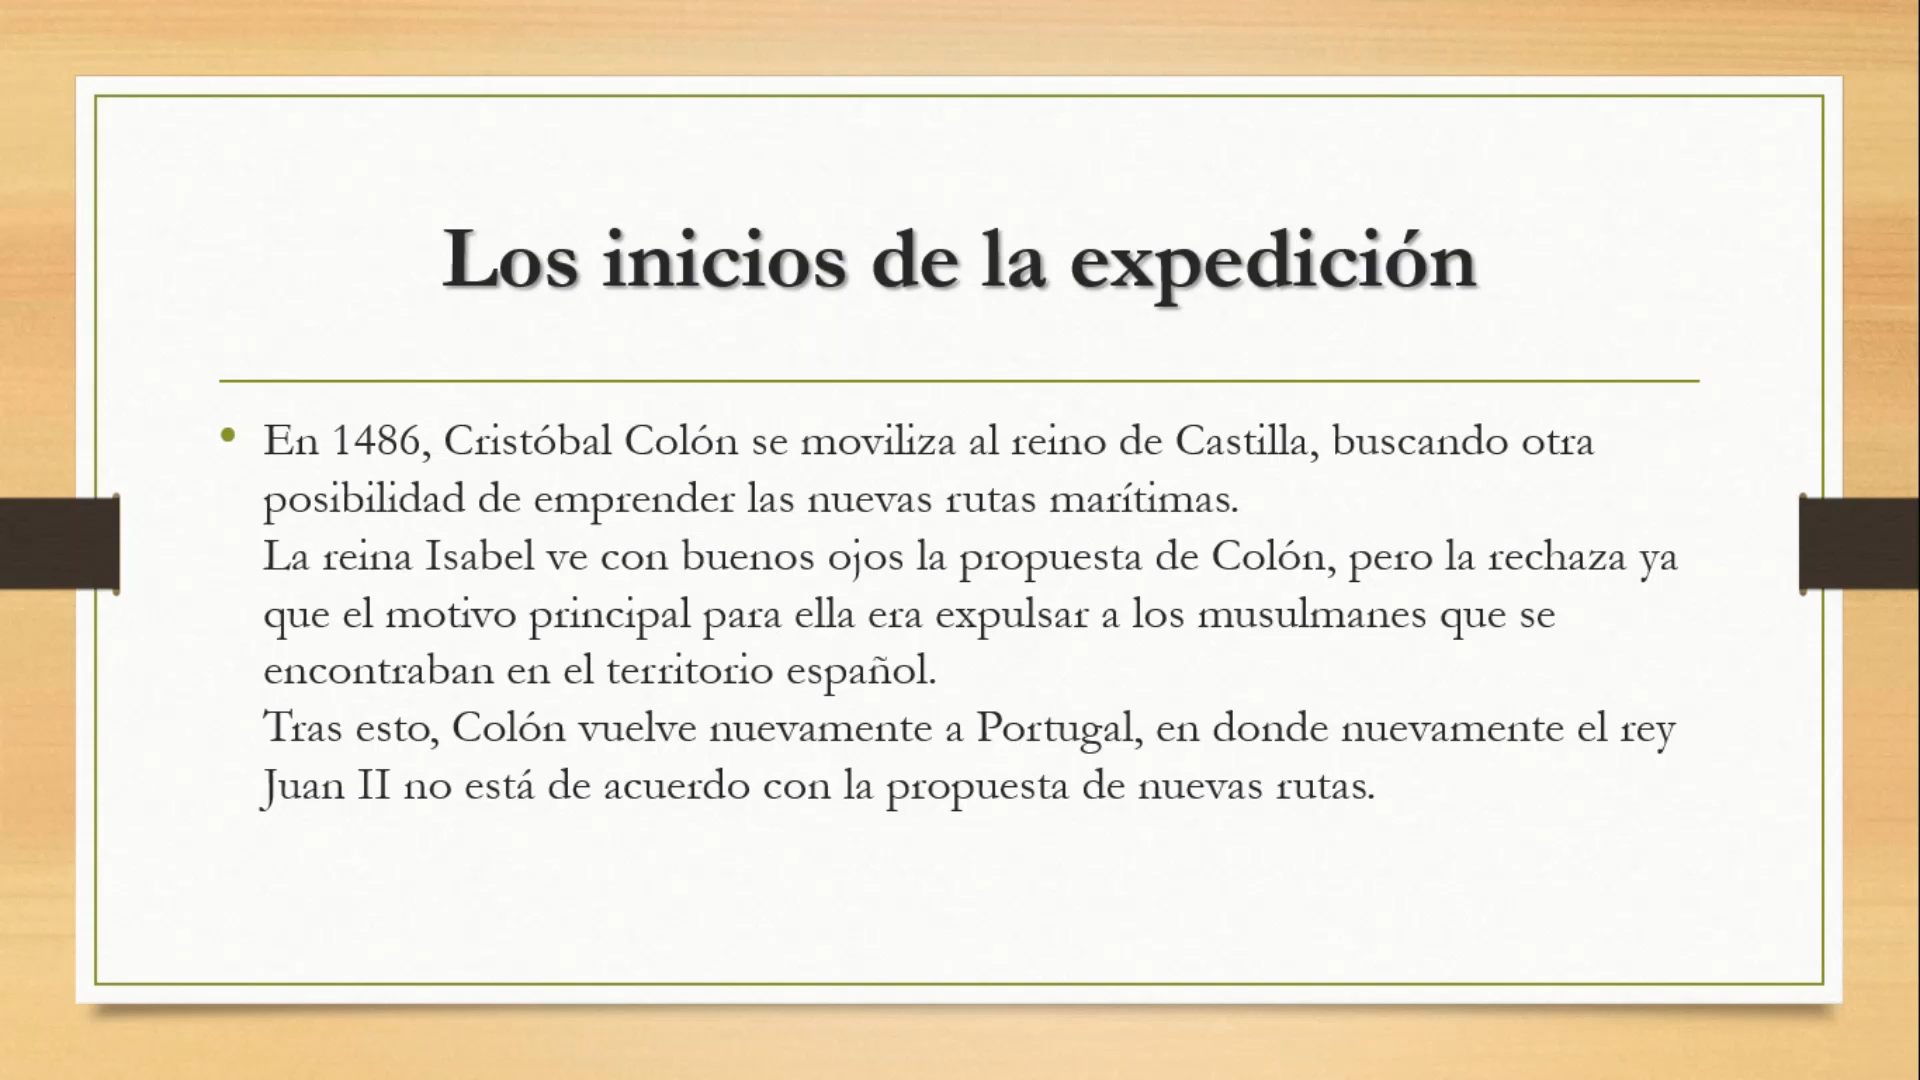 Los inicios de la expedición
• En 1486, Cristóbal Colón se moviliza al reino de Castilla, buscando otra
posibilidad de emprender las nuevas rutas marítimas.
La reina Isabel ve con buenos ojos la propuesta de Colón, pero la rechaza ya
que el motivo principal para ella era expulsar a los musulmanes que se
encontraban en el territorio español.
Tras esto, Colón vuelve nuevamente a Portugal, en donde nuevamente el rey
Juan II no está de acuerdo con la propuesta de nuevas rutas.